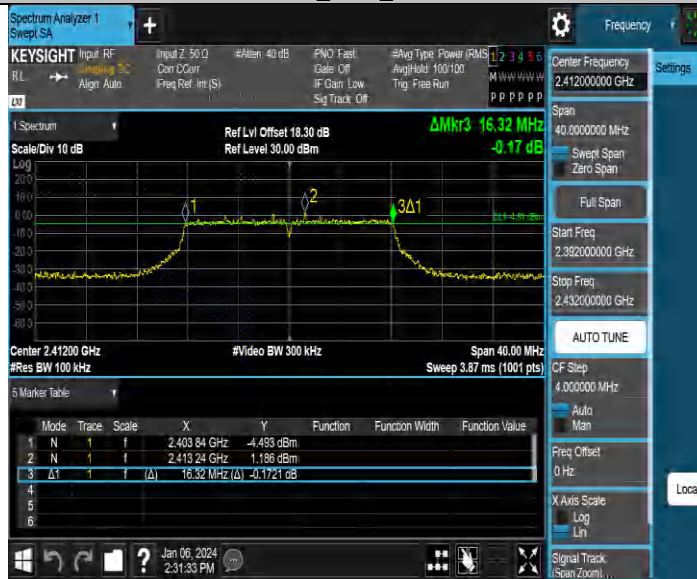 Spectrum Analyzer 1
Swept SA
+
Frequency
KEYSIGHT Input: RF
RL
Align: Auto
Input Z: 50 Ω
Corr CCorr
Freq Ref: Int (S)
#Atten: 40 dB
PNO: Fast
Gate: Off
IF Gain: Low
Sig Track: Off
#Avg Type: Power (RMS
Avg|Hold: 100/100
Trig: Free Run
1 2 3 4 5 6
M W W W W W
P P P P P P
1 Spectrum
Scale/Div 10 dB
Ref Lvl Offset 18.30 dB
Ref Level 30.00 dBm
ΔMkr3 16.32 MHz
-0.17 dB
Log
20.0
10.0
0.00
-10.0
-20.0
-30.0
-50.0
-60.0
1
2
3Δ1
Center 2.41200 GHz
#Res BW 100 kHz
#Video BW 300 kHz
Span 40.00 MHz
Sweep 3.87 ms (1001 pts)
5 Marker Table
Mode Trace Scale X Y Function Function Width Function Value
1 N 1 f 2.403 84 GHz -4.493 dBm
2 N 1 f 2.413 24 GHz 1.186 dBm
3 Δ1 1 f (Δ) 16.32 MHz (Δ) -0.1721 dB
4
5
6
Jan 06, 2024
2:31:33 PM
Center Frequency
2.412000000 GHz
Settings
Span
40.0000000 MHz
Swept Span
Zero Span
Full Span
Start Freq
2.392000000 GHz
Stop Freq
2.432000000 GHz
AUTO TUNE
CF Step
4.000000 MHz
Auto
Man
Freq Offset
0 Hz
Loca
X Axis Scale
Log
Lin
Signal Track
(Span Zoom)